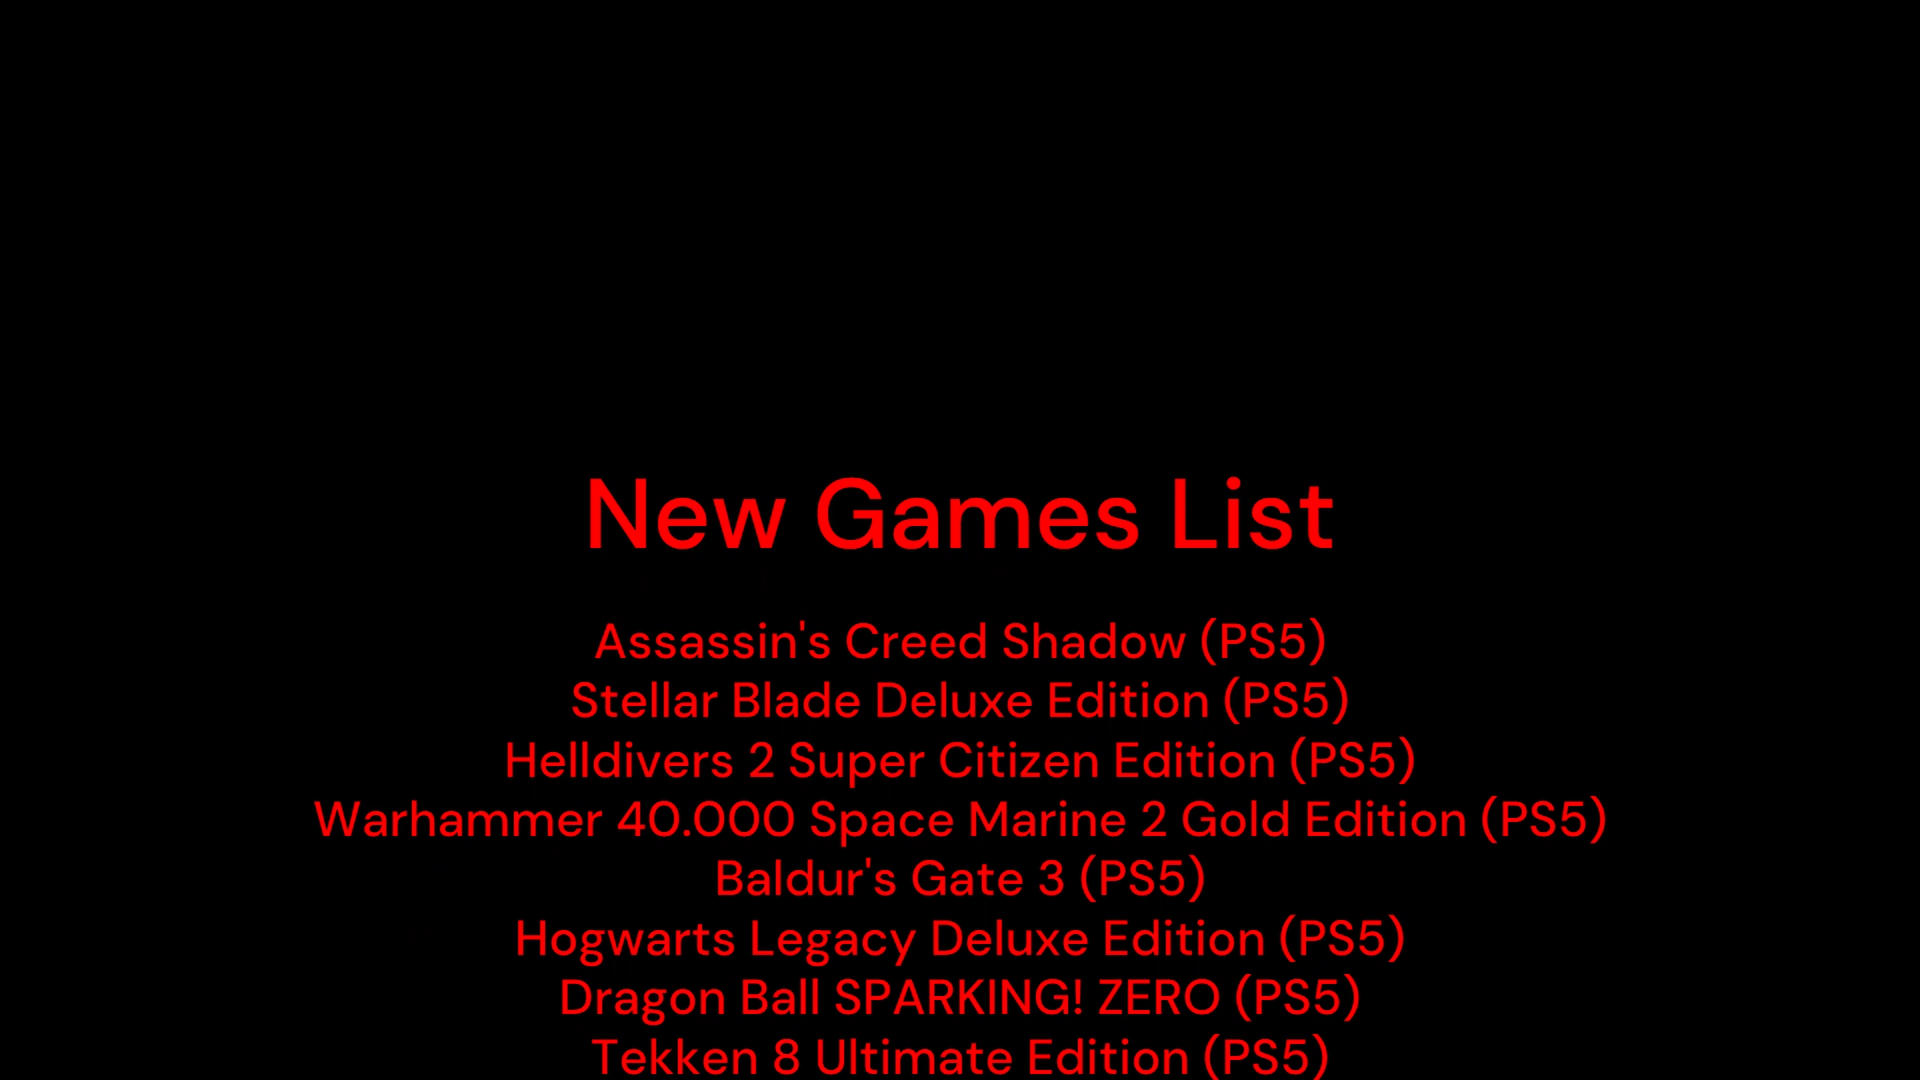 New Games List
Assassin's Creed Shadow (PS5)
Stellar Blade Deluxe Edition (PS5)
Helldivers 2 Super Citizen Edition (PS5)
Warhammer 40.000 Space Marine 2 Gold Edition (PS5)
Baldur's Gate 3 (PS5)
Hogwarts Legacy Deluxe Edition (PS5)
Dragon Ball SPARKING! ZERO (PS5)
Tekken 8 Ultimate Edition (PS5)